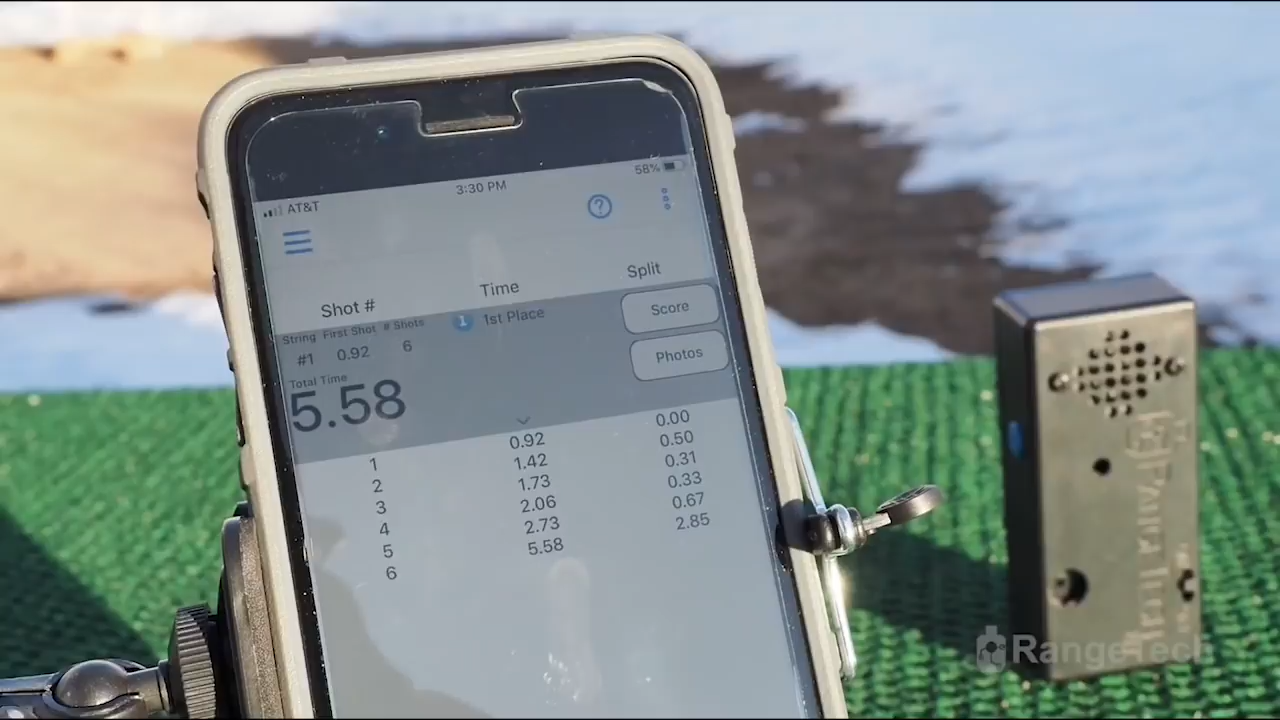 3:30 PM
58%
AT&T
?
Shot # Time Split
String First Shot # Shots
#1 0.92 6
1 1st Place
Score
Photos
Total Time
5.58
1 0.92 0.00
2 1.42 0.50
3 1.73 0.31
4 2.06 0.33
5 2.73 0.67
6 5.58 2.85
RangeTech